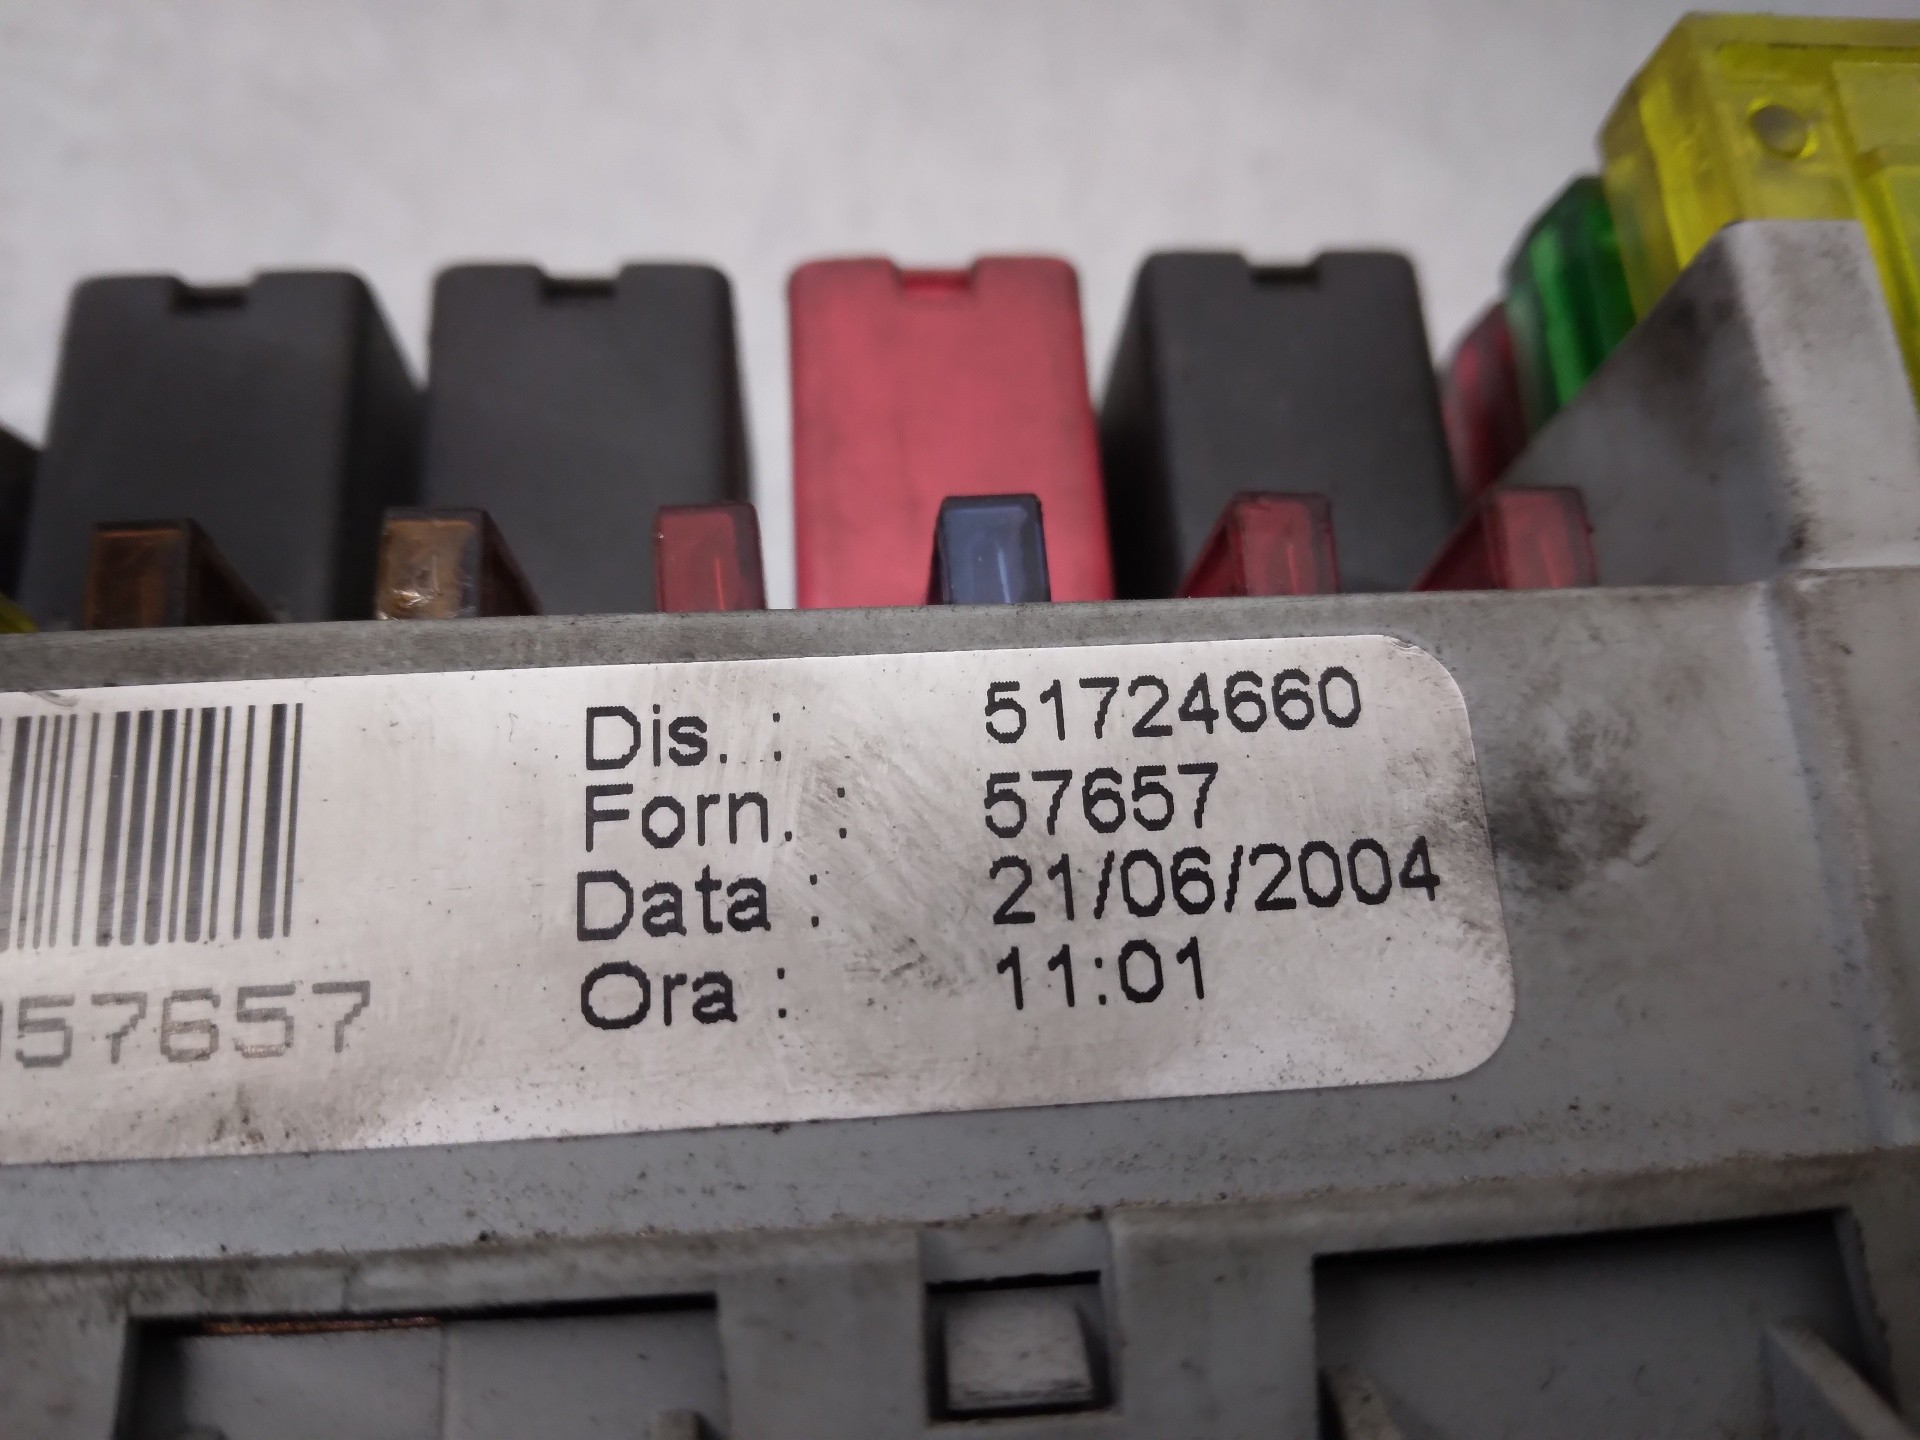 Dis. : 51724660
Forn. : 57657
Data : 21/06/2004
Ora : 11:01
57657